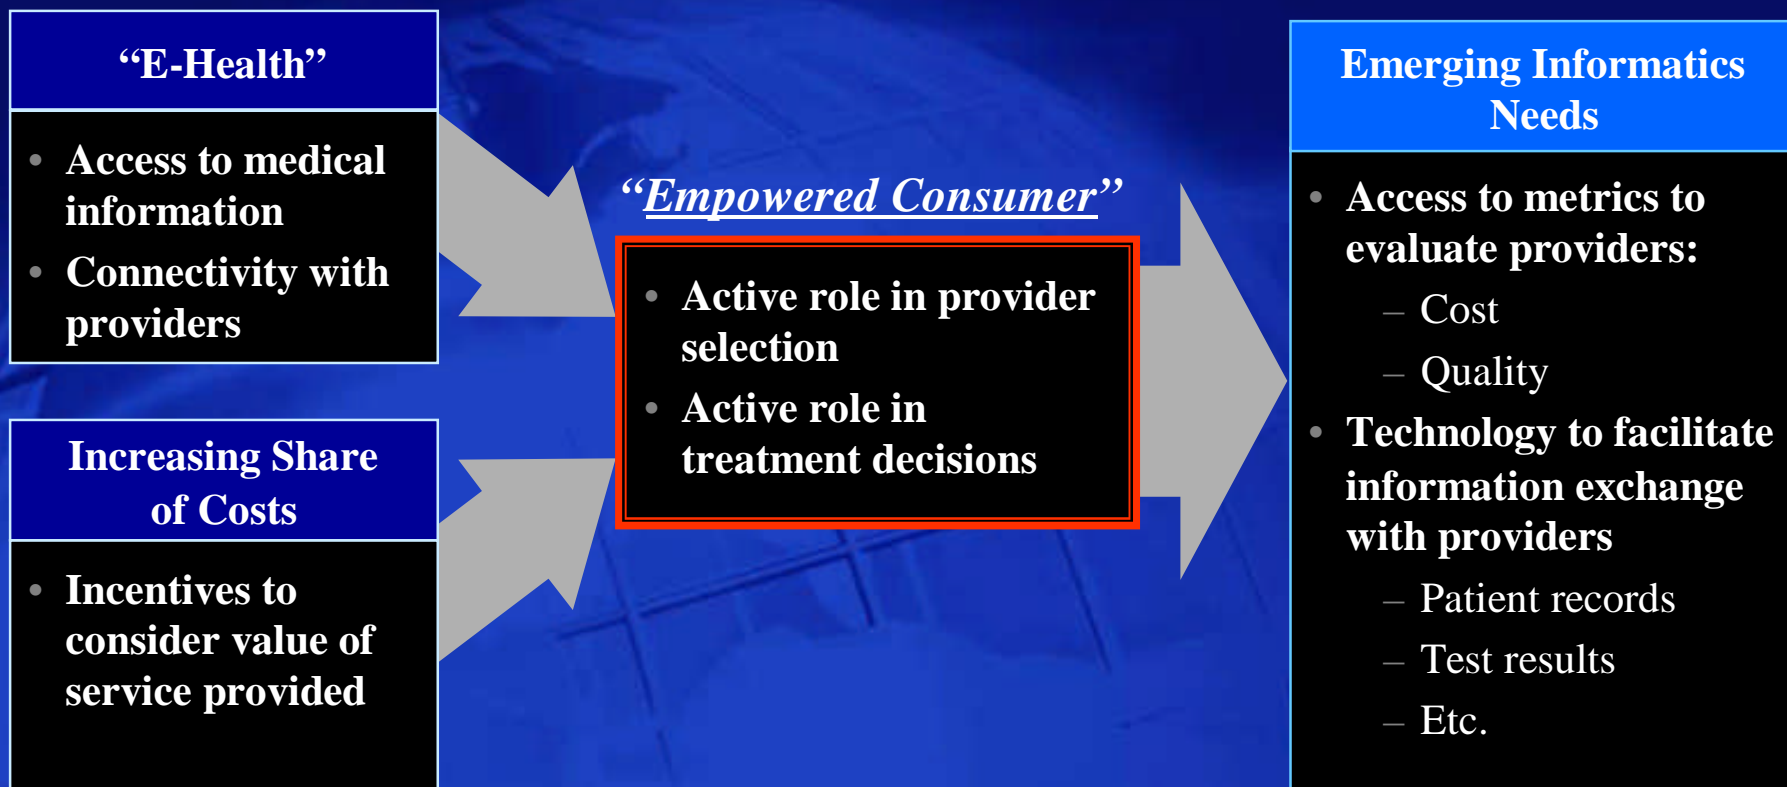 “E-Health”
• Access to medical
information
• Connectivity with
providers
Increasing Share
of Costs
• Incentives to
consider value of
service provided
“Empowered Consumer”
• Active role in provider
selection
• Active role in
treatment decisions
Emerging Informatics
Needs
• Access to metrics to
evaluate providers:
– Cost
– Quality
• Technology to facilitate
information exchange
with providers
– Patient records
– Test results
– Etc.